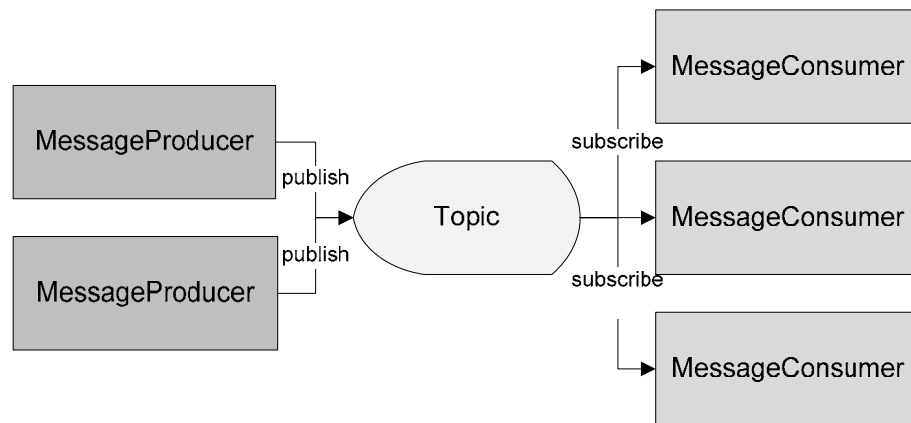 MessageConsumer
MessageProducer
subscribe
publish
Topic
MessageConsumer
publish
subscribe
MessageProducer
MessageConsumer